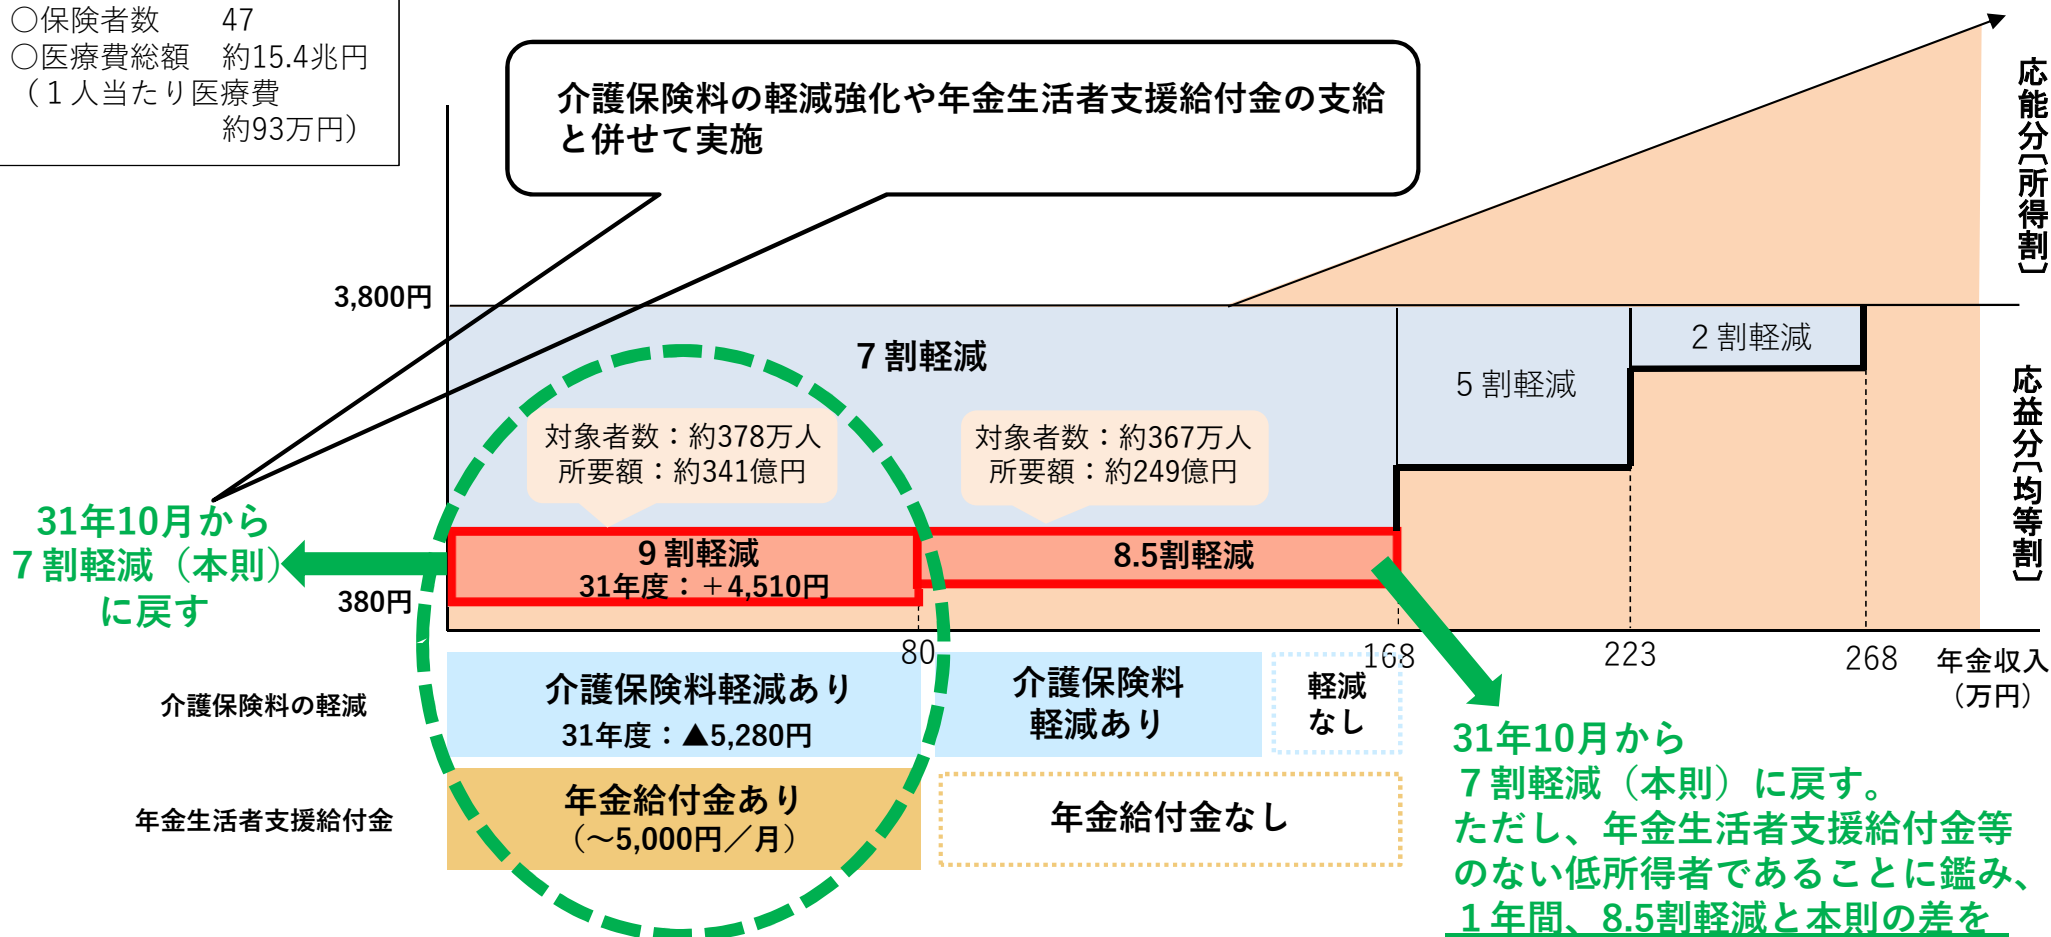 ○保険者数　47
○医療費総額　約15.4兆円
（１人当たり医療費
約93万円）
介護保険料の軽減強化や年金生活者支援給付金の支給
と併せて実施
応能分〔所得割〕
3,800円
７割軽減
５割軽減
２割軽減
応益分〔均等割〕
対象者数：約378万人
所要額：約341億円
対象者数：約367万人
所要額：約249億円
31年10月から
７割軽減（本則）
に戻す
９割軽減
31年度：＋4,510円
8.5割軽減
380円
80
168
223
268
年金収入
（万円）
介護保険料の軽減
介護保険料軽減あり
31年度：▲5,280円
介護保険料
軽減あり
軽減
なし
年金生活者支援給付金
年金給付金あり
（～5,000円／月）
年金給付金なし
31年10月から
７割軽減（本則）に戻す。
ただし、年金生活者支援給付金等
のない低所得者であることに鑑み、
１年間、8.5割軽減と本則の差を